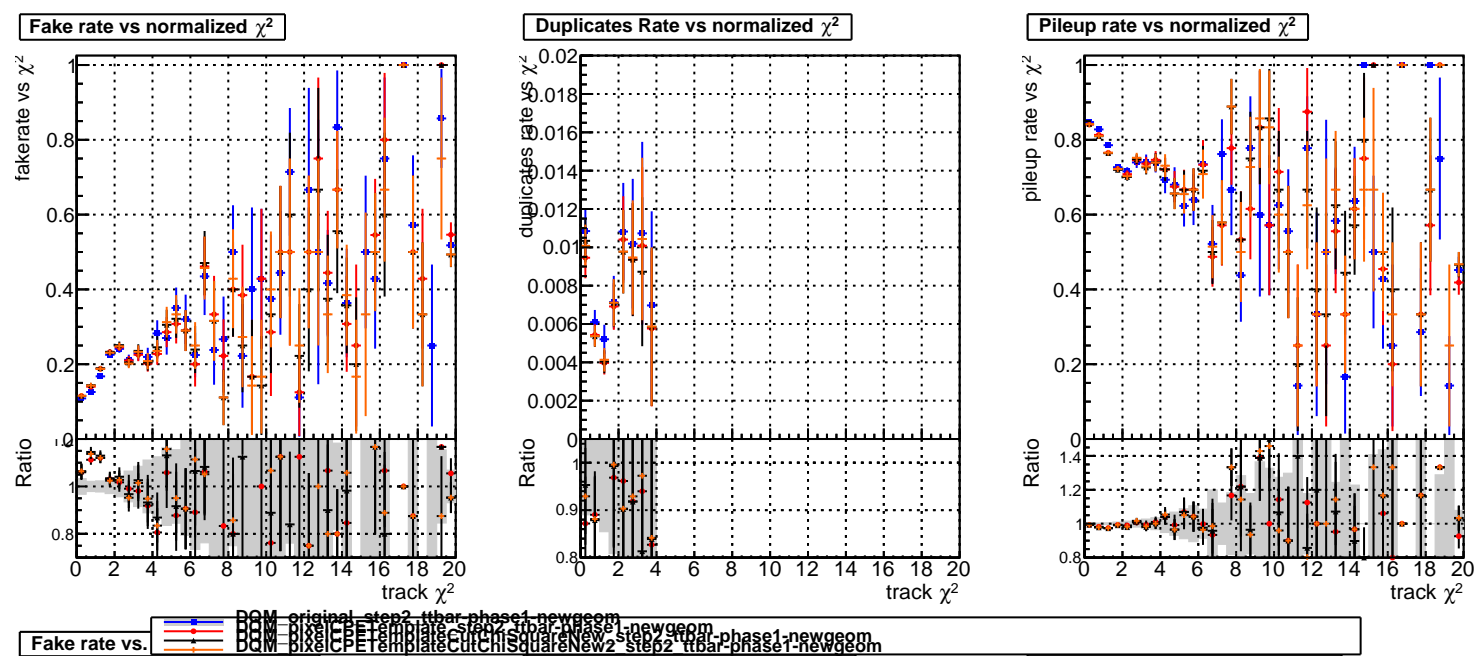 Fake rate vs normalized χ²
fakerate vs χ²
1
0.8
0.6
0.4
0.2
0
Ratio
1
0.8
0 2 4 6 8 10 12 14 16 18 20
track χ²
Duplicates Rate vs normalized χ²
duplicates rate vs χ²
0.02
0.018
0.016
0.014
0.012
0.01
0.008
0.006
0.004
0.002
0
Ratio
1
0.9
0.8
0 2 4 6 8 10 12 14 16 18 20
track χ²
Pileup rate vs normalized χ²
pileup rate vs χ²
1
0.8
0.6
0.4
0.2
0
Ratio
1.4
1.2
1
0.8
0 2 4 6 8 10 12 14 16 18 20
track χ²
Fake rate vs.
DQM_original_step2_ttbar-phase1-newgeom
DQM_pixelCPETemplate_step2_ttbar-phase1-newgeom
DQM_pixelCPETemplateCutChiSquareNew_step2_ttbar-phase1-newgeom
DQM_pixelCPETemplateCutChiSquareNew2_step2_ttbar-phase1-newgeom